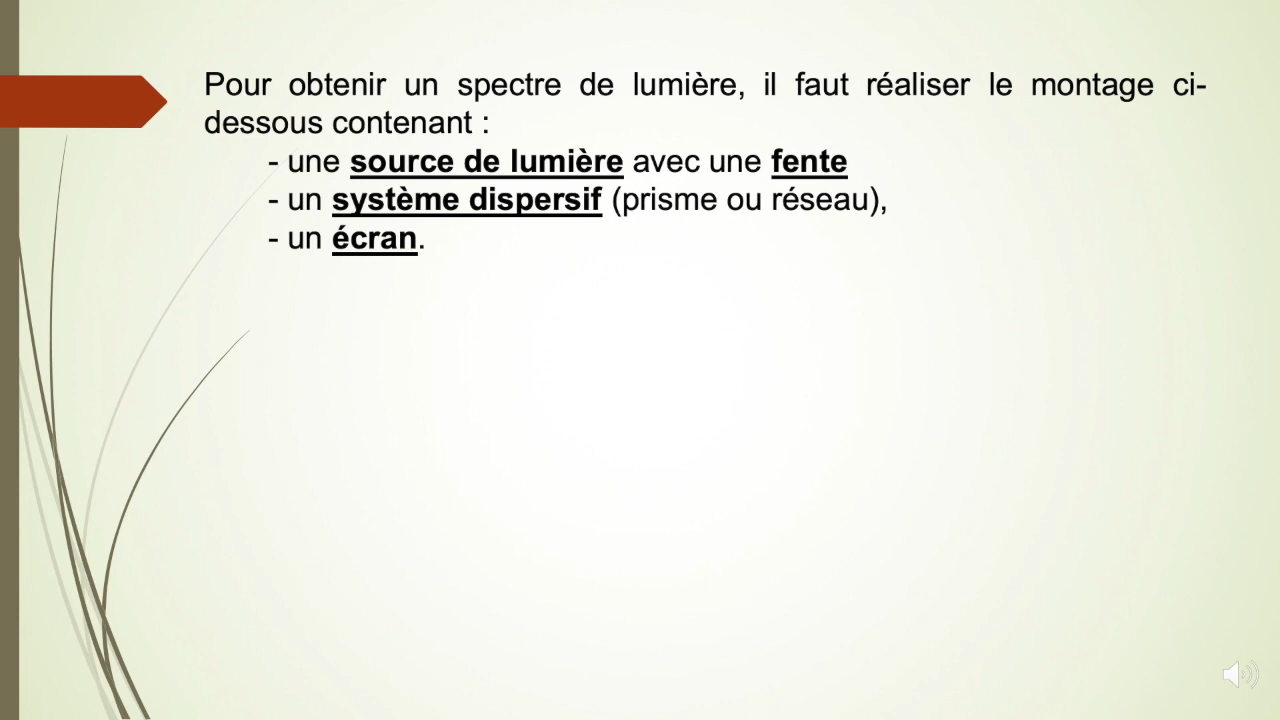 Pour obtenir un spectre de lumière, il faut réaliser le montage ci-
dessous contenant :
- une source de lumière avec une fente
- un système dispersif (prisme ou réseau),
- un écran.